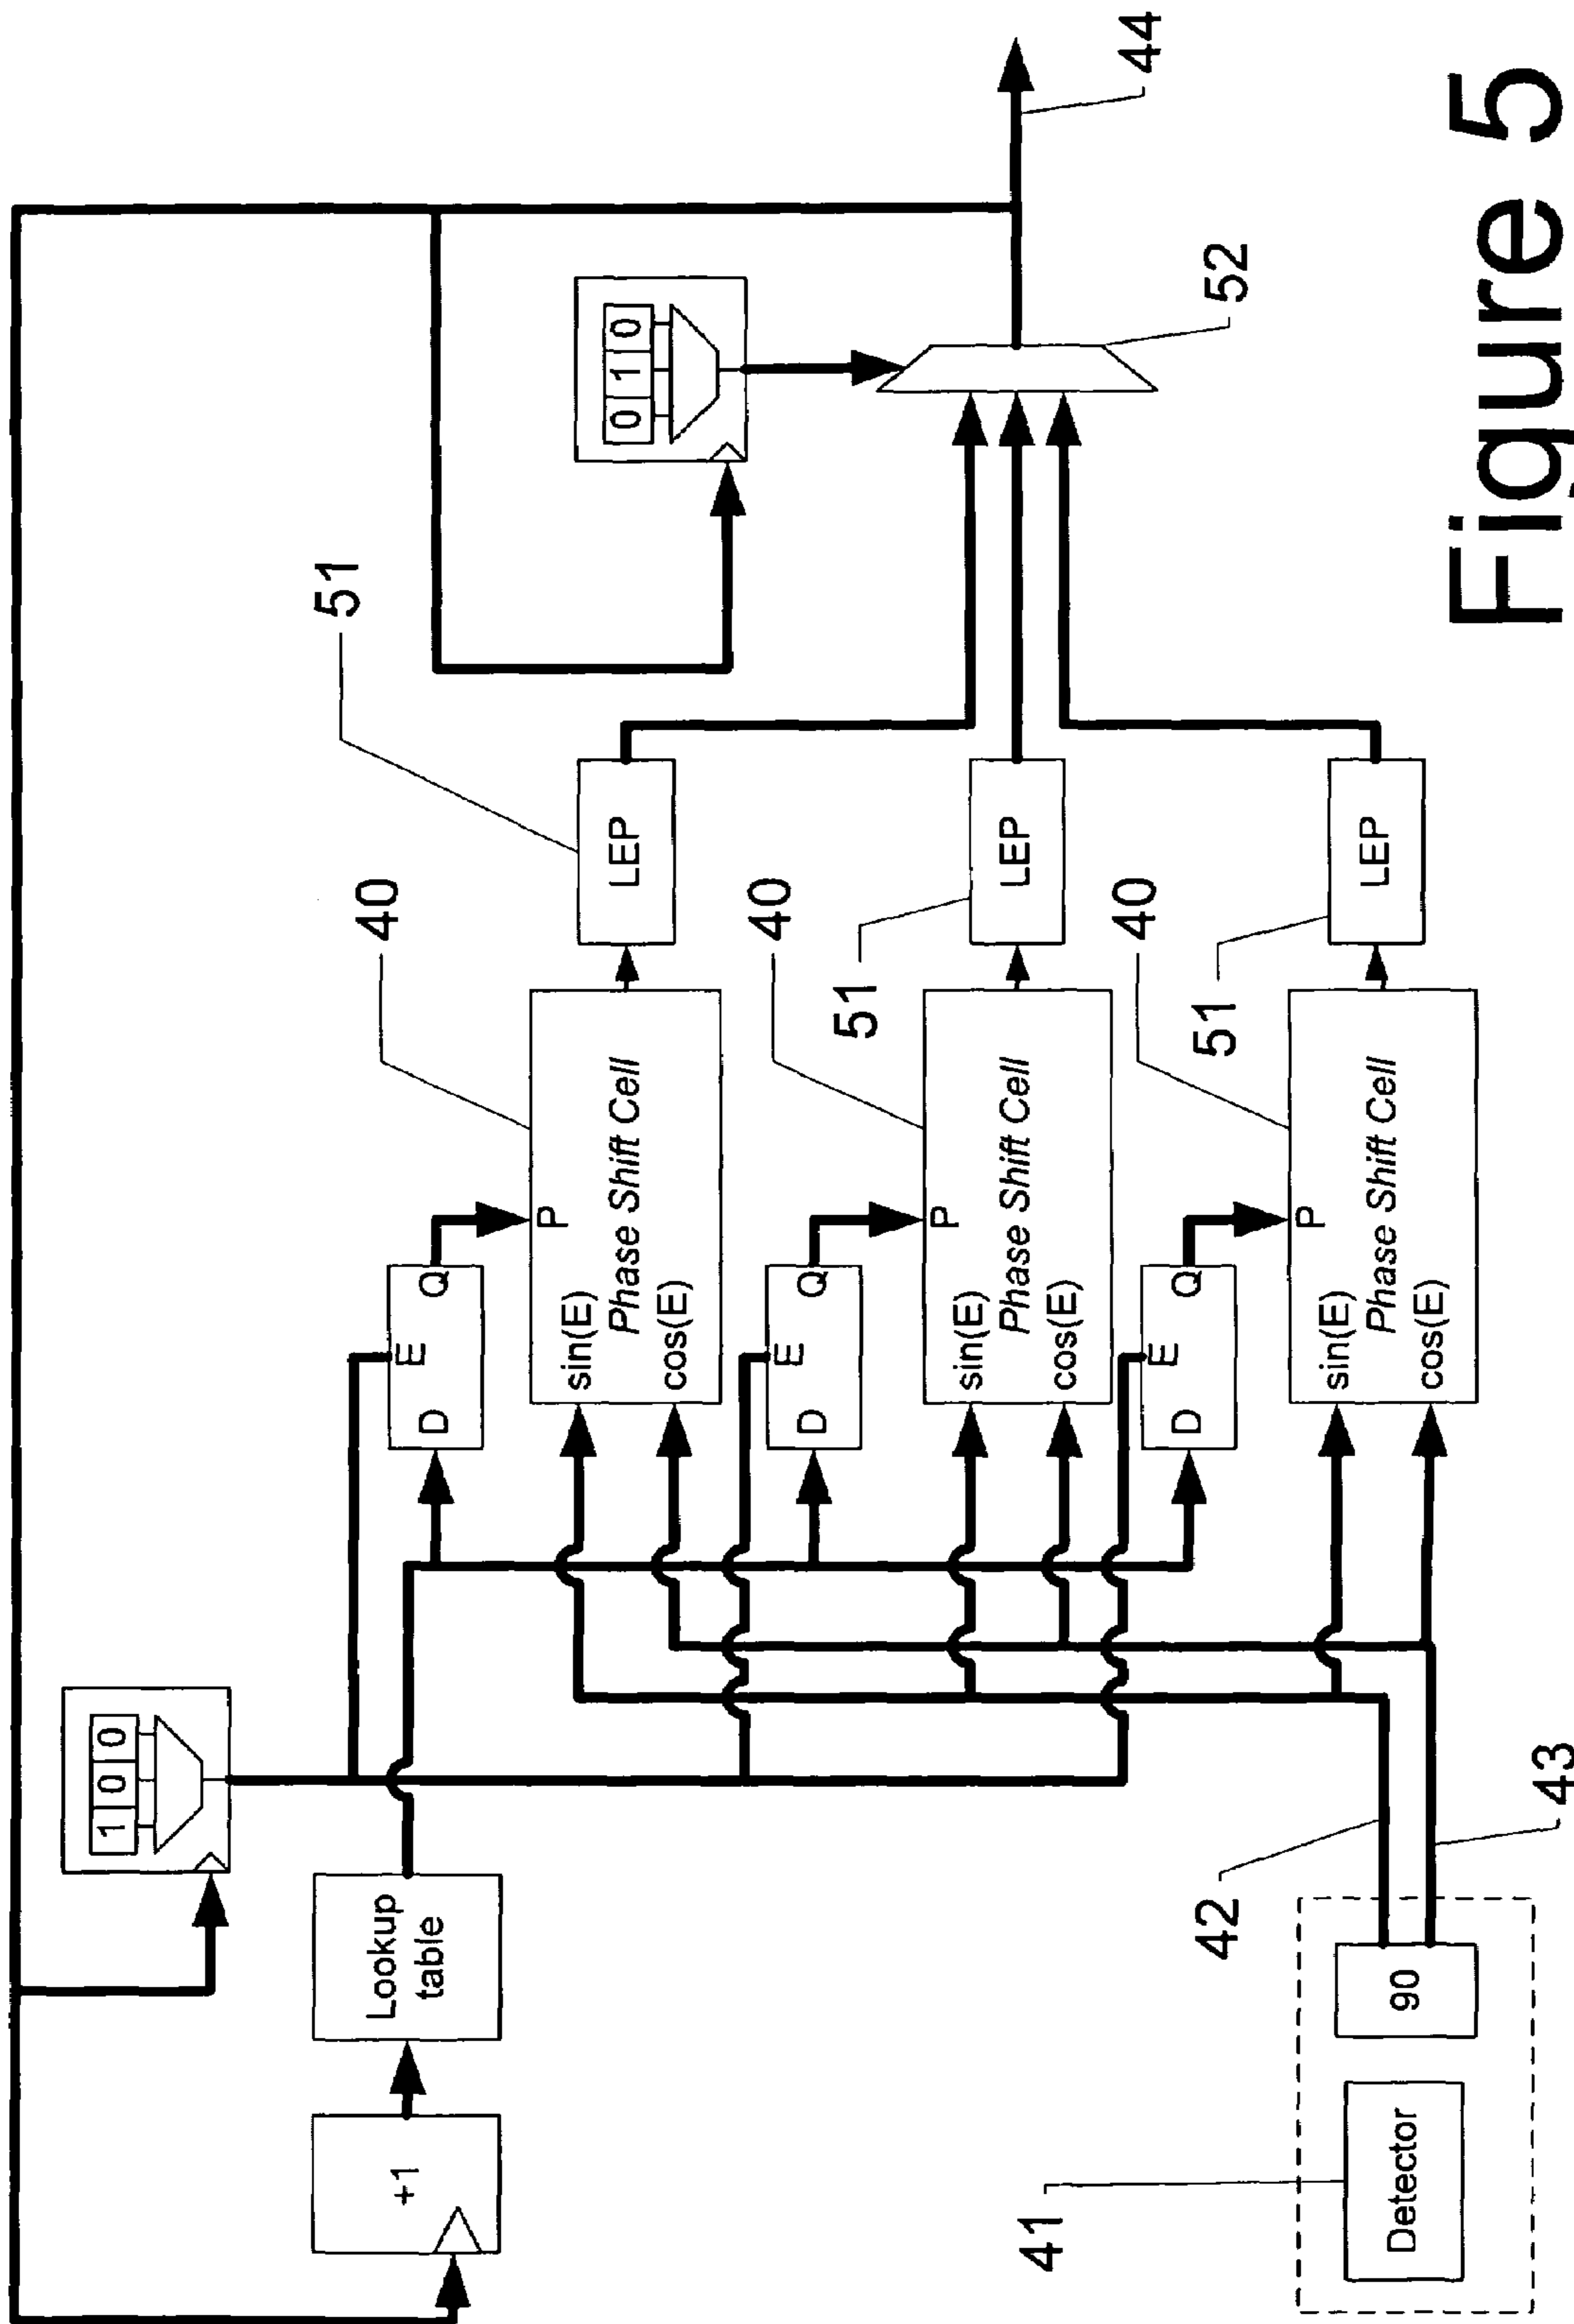 44
0 1 0
52
51
LEP
40
E
D
Q
P
sin(E)
Phase Shift Cell
cos(E)
LEP
51
40
E
D
Q
P
sin(E)
Phase Shift Cell
cos(E)
LEP
51
40
E
D
Q
P
sin(E)
Phase Shift Cell
cos(E)
1 0 0
Lookup
table
+1
42
43
90
41
Detector
Figure 5